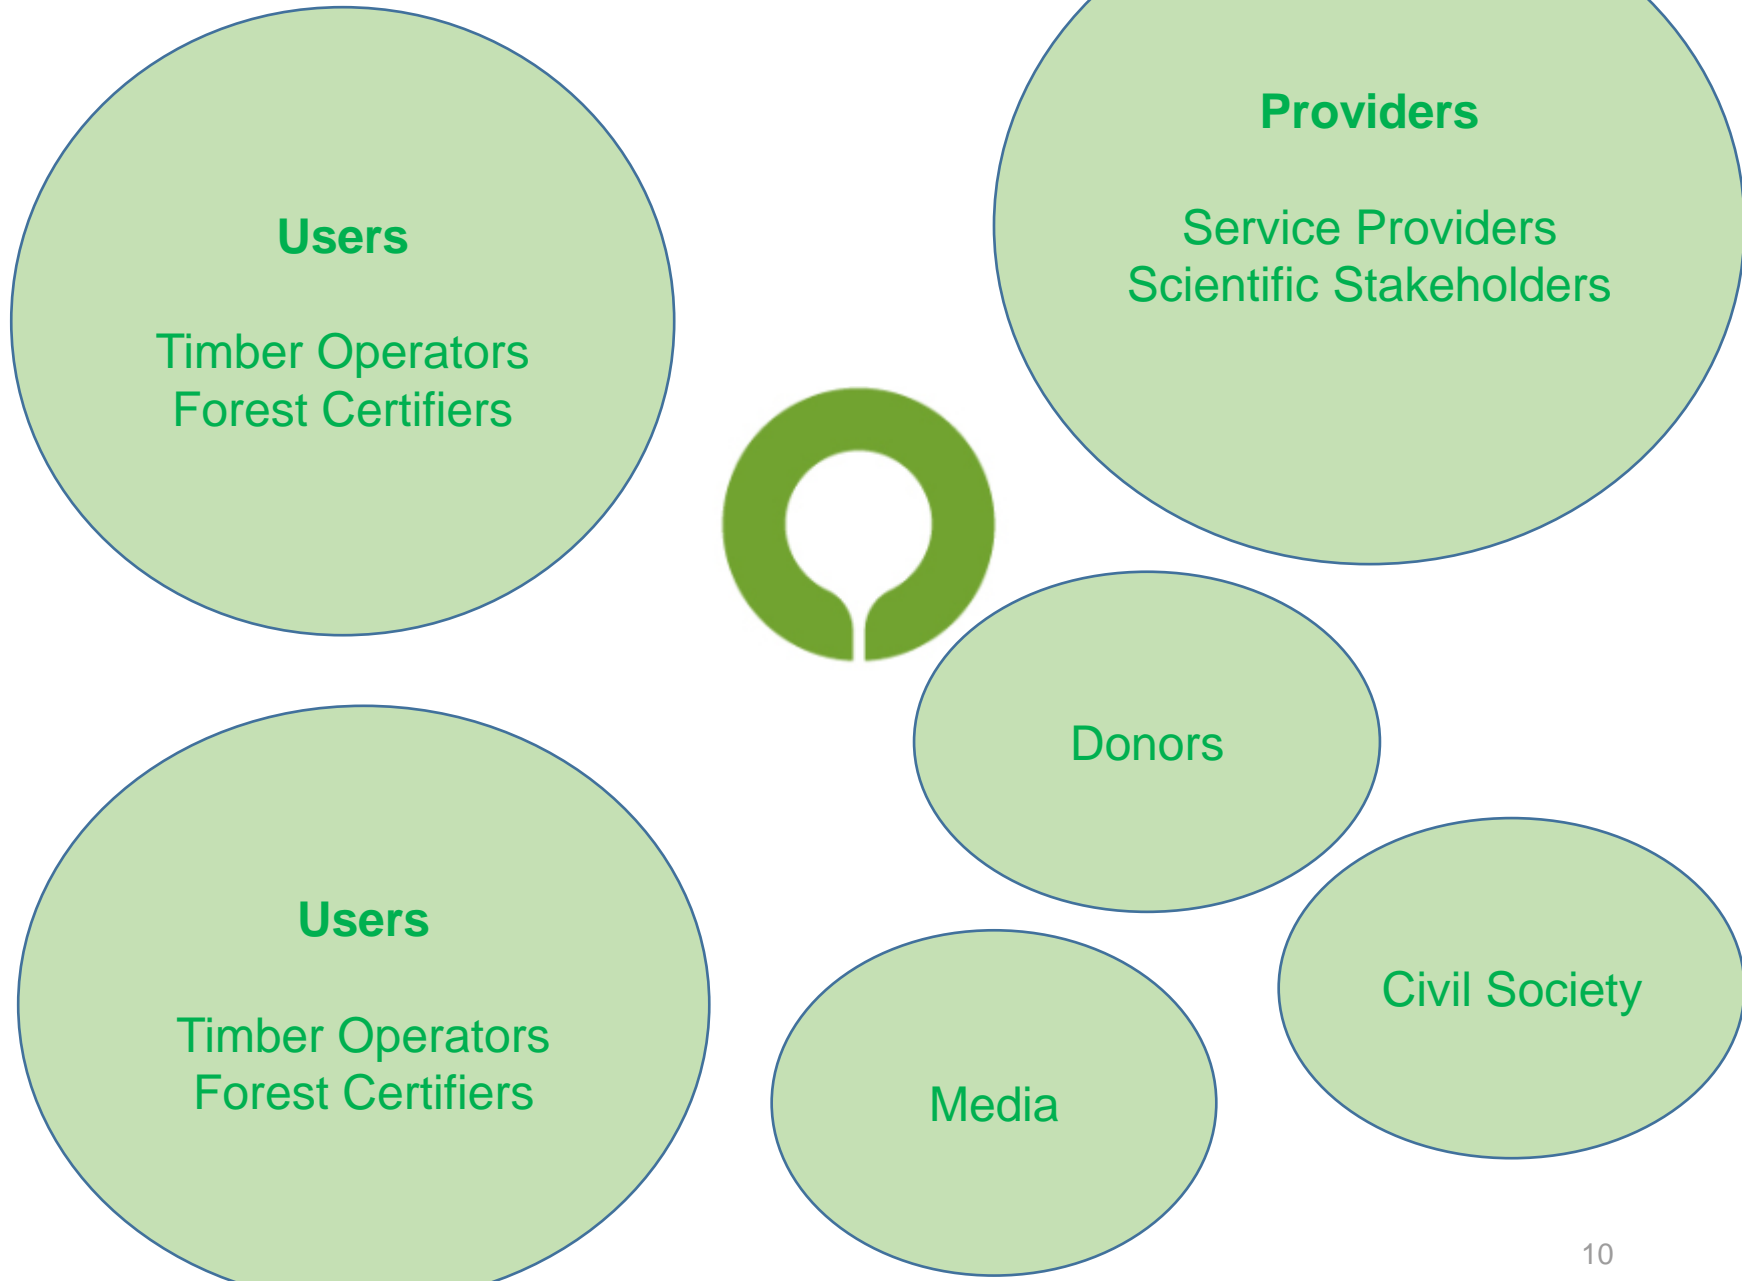 Users
Timber Operators
Forest Certifiers
Providers
Service Providers
Scientific Stakeholders
Donors
Users
Timber Operators
Forest Certifiers
Media
Civil Society
10